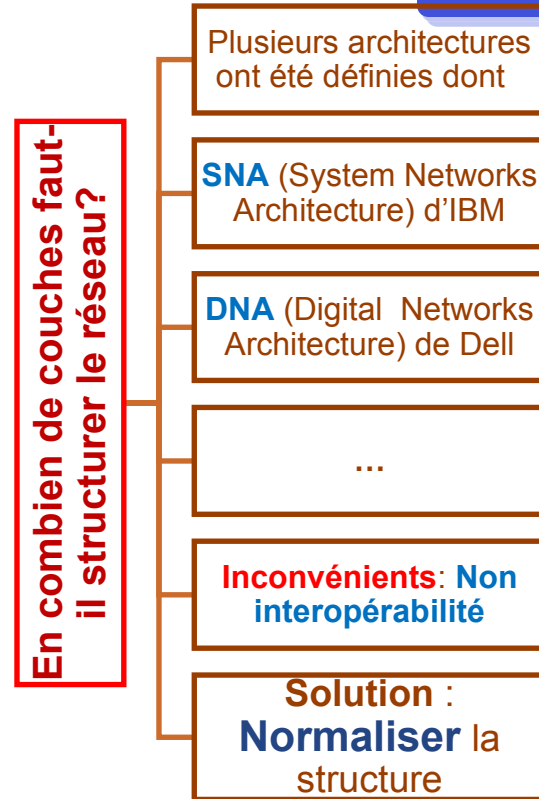 En combien de couches faut-
il structurer le réseau?
Plusieurs architectures
ont été définies dont
SNA (System Networks
Architecture) d’IBM
DNA (Digital Networks
Architecture) de Dell
...
Inconvénients: Non
interopérabilité
Solution :
Normaliser la
structure